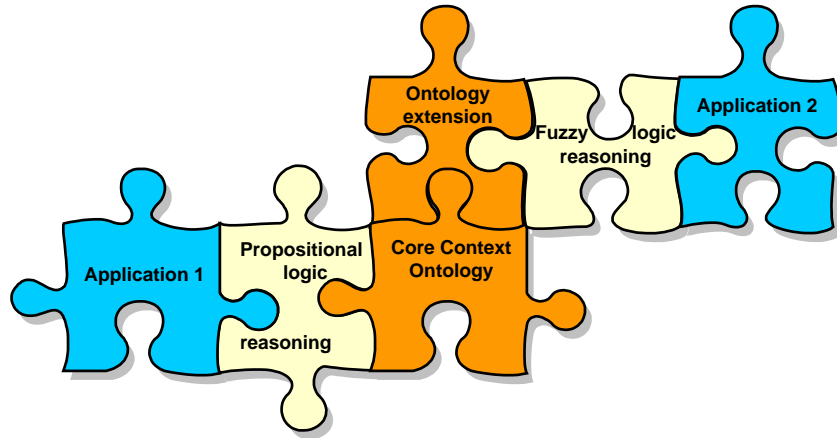 Ontology
extension
Application 2
Fuzzy logic
reasoning
Application 1
Propositional
logic
reasoning
Core Context
Ontology